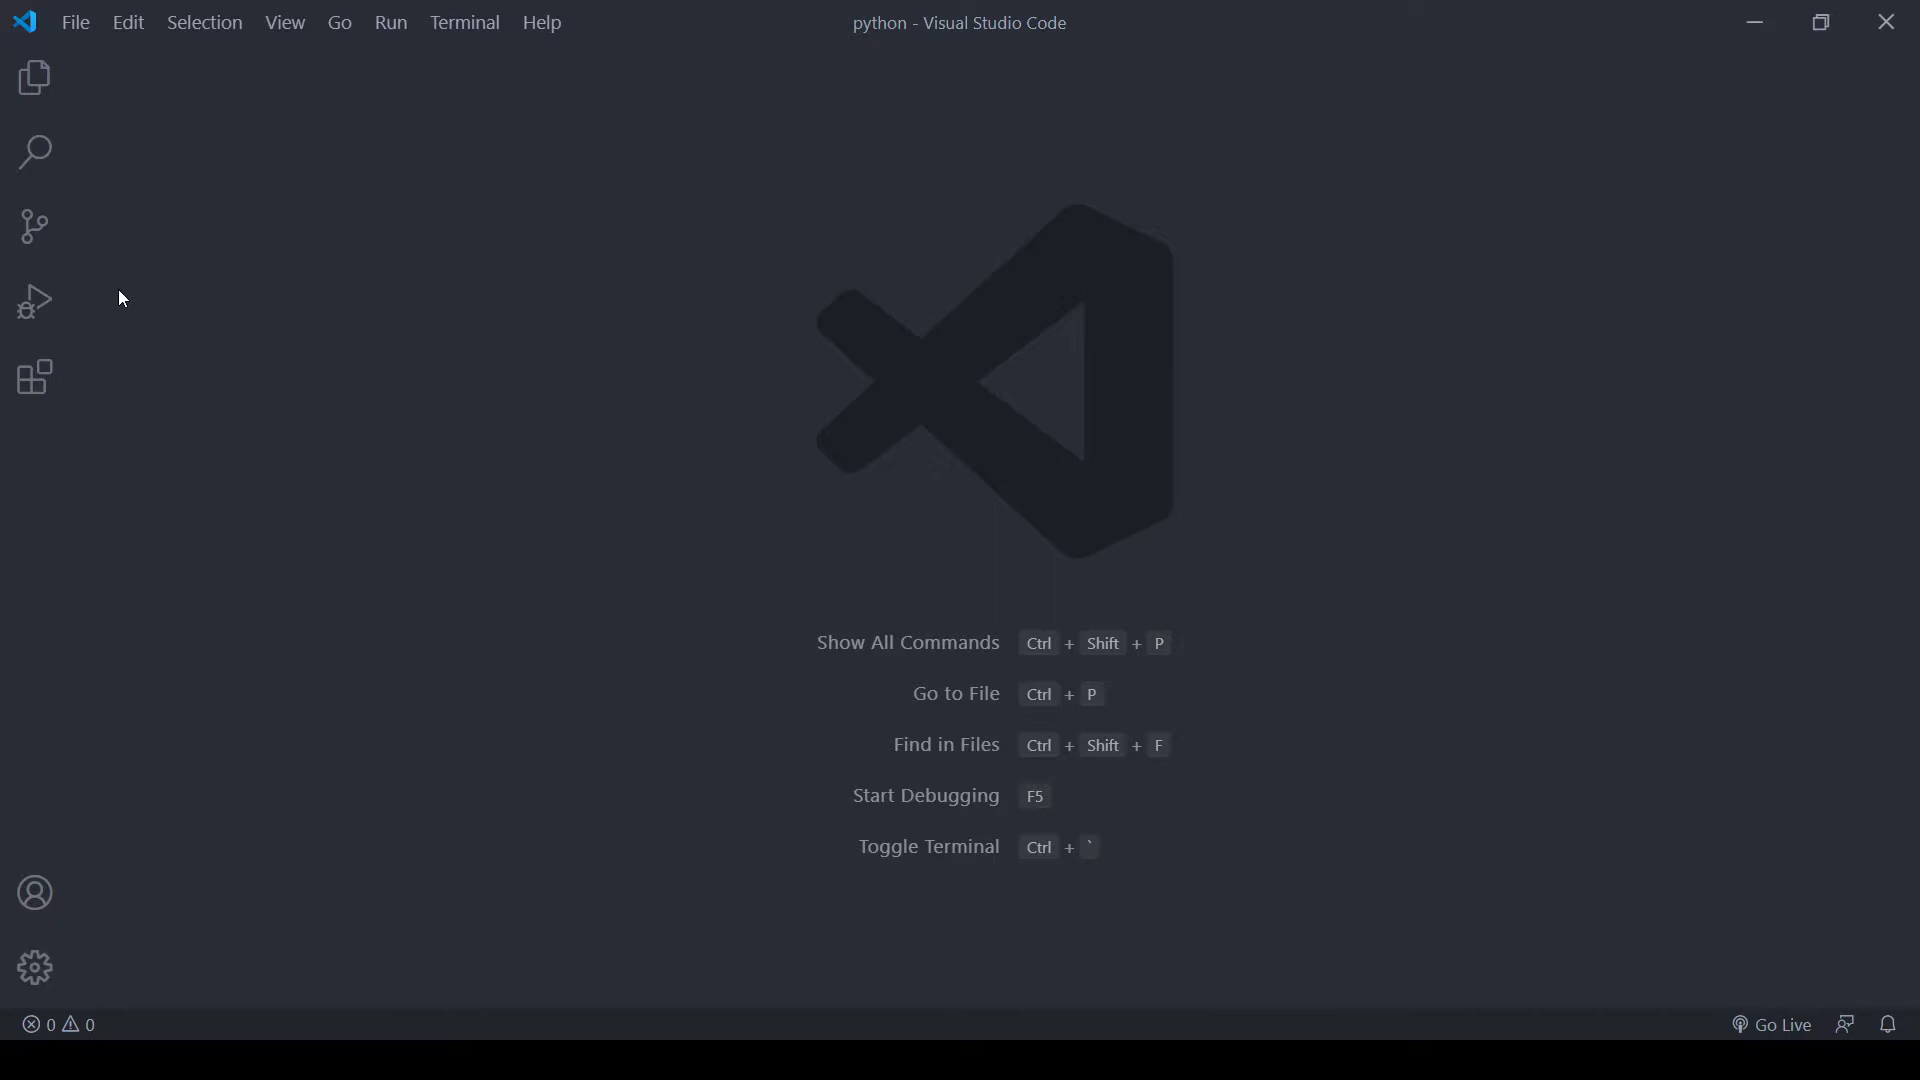 File Edit Selection View Go Run Terminal Help
python - Visual Studio Code
Show All Commands Ctrl + Shift + P
Go to File Ctrl + P
Find in Files Ctrl + Shift + F
Start Debugging F5
Toggle Terminal Ctrl + `
0 0
Go Live